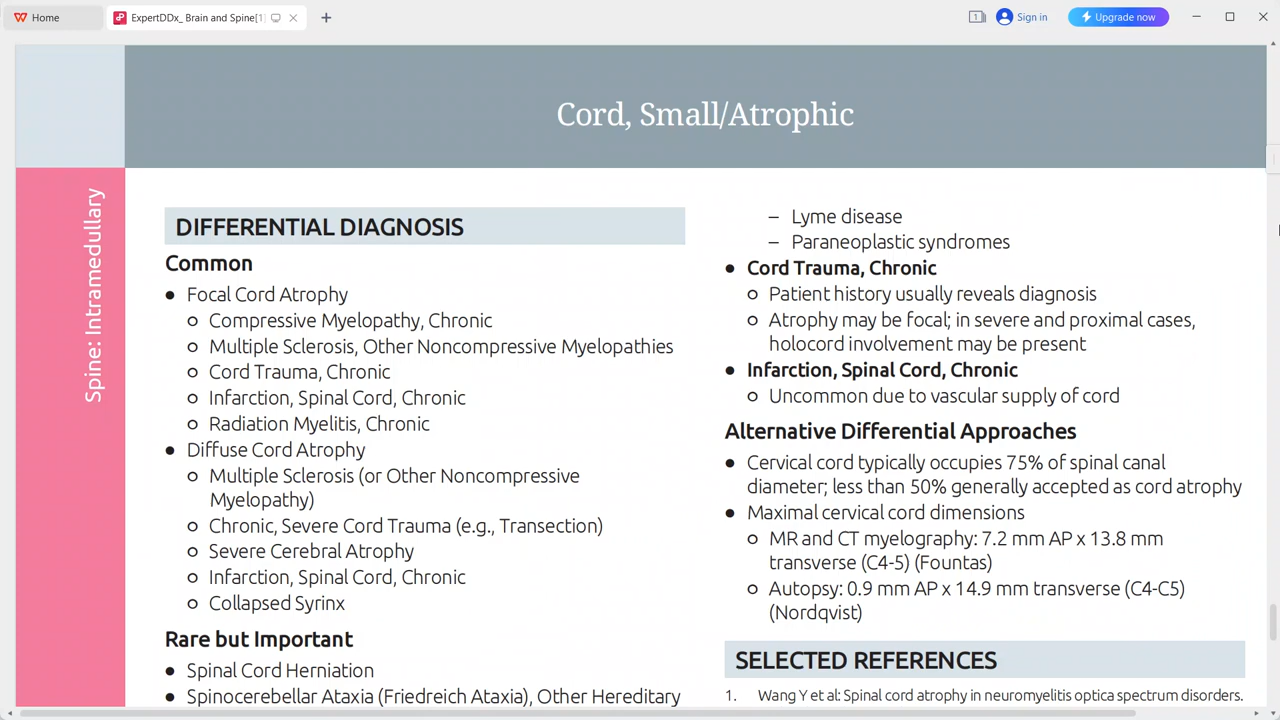 Home
ExpertDDx_ Brain and Spine[1]
1
Sign in
Upgrade now
Cord, Small/Atrophic
Spine: Intramedullary
DIFFERENTIAL DIAGNOSIS
Common
● Focal Cord Atrophy
○ Compressive Myelopathy, Chronic
○ Multiple Sclerosis, Other Noncompressive Myelopathies
○ Cord Trauma, Chronic
○ Infarction, Spinal Cord, Chronic
○ Radiation Myelitis, Chronic
● Diffuse Cord Atrophy
○ Multiple Sclerosis (or Other Noncompressive
Myelopathy)
○ Chronic, Severe Cord Trauma (e.g., Transection)
○ Severe Cerebral Atrophy
○ Infarction, Spinal Cord, Chronic
○ Collapsed Syrinx
Rare but Important
● Spinal Cord Herniation
● Spinocerebellar Ataxia (Friedreich Ataxia), Other Hereditary
– Lyme disease
– Paraneoplastic syndromes
● Cord Trauma, Chronic
○ Patient history usually reveals diagnosis
○ Atrophy may be focal; in severe and proximal cases,
holocord involvement may be present
● Infarction, Spinal Cord, Chronic
○ Uncommon due to vascular supply of cord
Alternative Differential Approaches
● Cervical cord typically occupies 75% of spinal canal
diameter; less than 50% generally accepted as cord atrophy
● Maximal cervical cord dimensions
○ MR and CT myelography: 7.2 mm AP x 13.8 mm
transverse (C4-5) (Fountas)
○ Autopsy: 0.9 mm AP x 14.9 mm transverse (C4-C5)
(Nordqvist)
SELECTED REFERENCES
1. Wang Y et al: Spinal cord atrophy in neuromyelitis optica spectrum disorders.